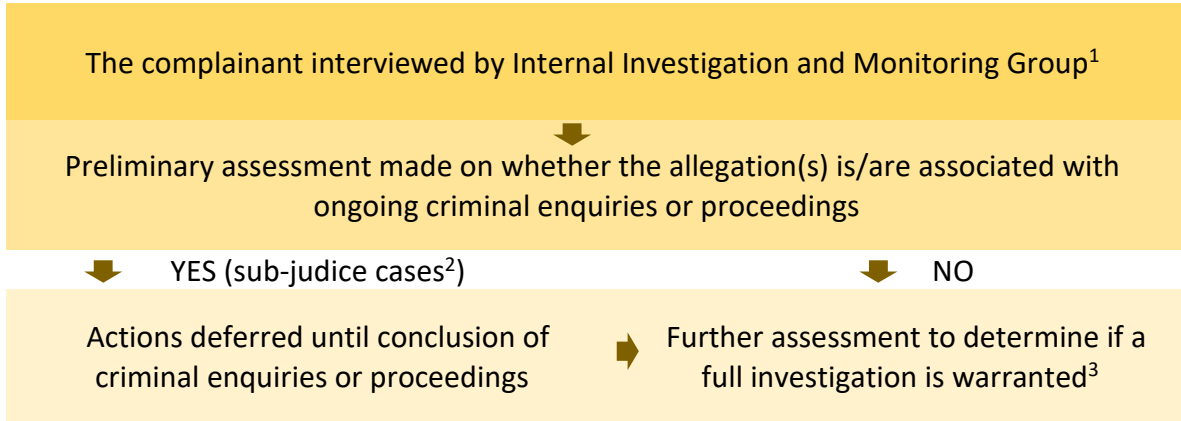 The complainant interviewed by Internal Investigation and Monitoring Group¹
Preliminary assessment made on whether the allegation(s) is/are associated with
ongoing criminal enquiries or proceedings
YES (sub-judice cases²)
NO
Actions deferred until conclusion of
criminal enquiries or proceedings
Further assessment to determine if a
full investigation is warranted³